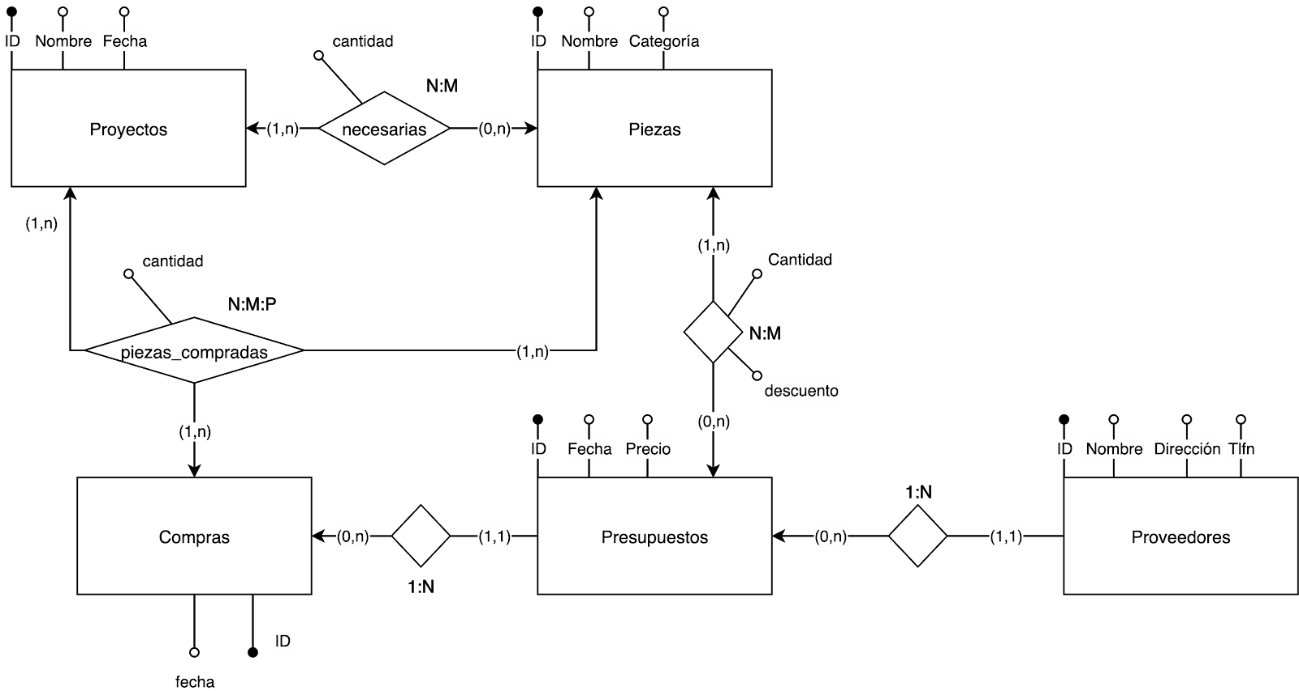 ID Nombre Fecha
cantidad
N:M
ID Nombre Categoría
Proyectos
(1,n)
necesarias
(0,n)
Piezas
(1,n)
cantidad
N:M:P
piezas_compradas
(1,n)
(1,n)
(1,n)
Cantidad
N:M
descuento
(0,n)
ID Fecha Precio
ID Nombre Dirección Tlfn
Compras
(0,n)
(1,1)
1:N
Presupuestos
(0,n)
1:N
(1,1)
Proveedores
ID
fecha